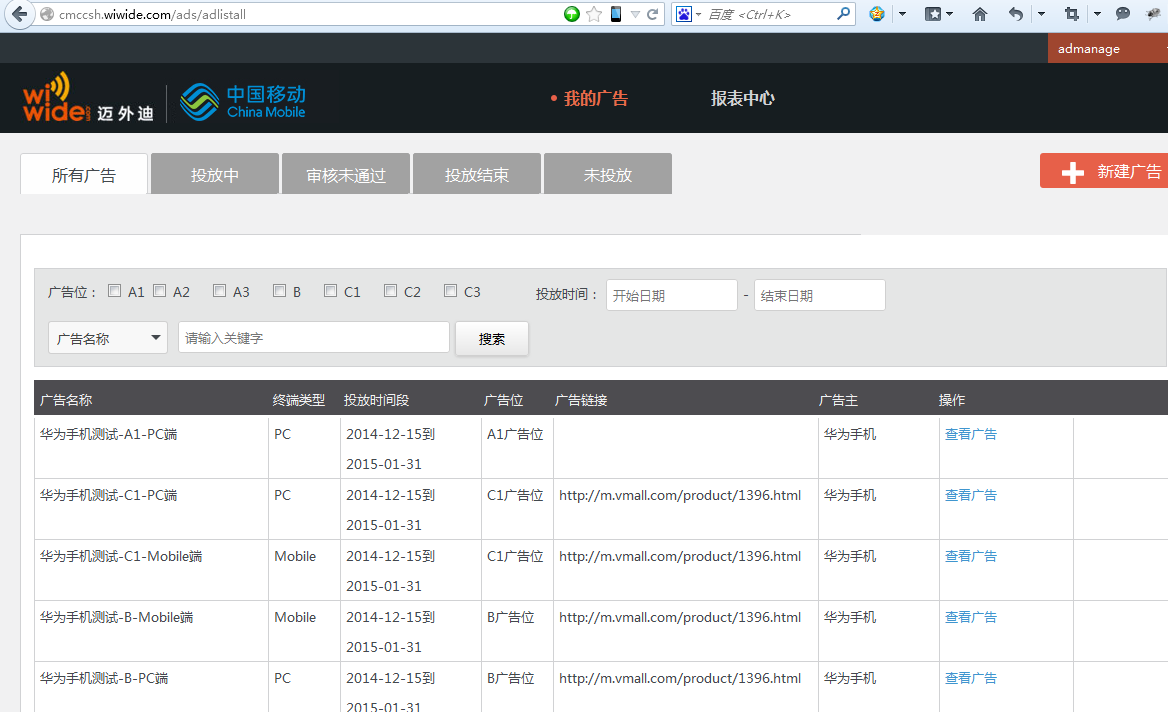 cmccsh.wiwide.com/ads/adlistall
百度 <Ctrl+K>
admanage
wi
wide.com 迈外迪
中国移动
China Mobile
• 我的广告
报表中心
所有广告
投放中
审核未通过
投放结束
未投放
新建广告
广告位： A1 A2 A3 B C1 C2 C3
投放时间： 开始日期 - 结束日期
广告名称 请输入关键字 搜索
广告名称 终端类型 投放时间段 广告位 广告链接 广告主 操作
华为手机测试-A1-PC端 PC 2014-12-15到 A1广告位 华为手机 查看广告
2015-01-31
华为手机测试-C1-PC端 PC 2014-12-15到 C1广告位 http://m.vmall.com/product/1396.html 华为手机 查看广告
2015-01-31
华为手机测试-C1-Mobile端 Mobile 2014-12-15到 C1广告位 http://m.vmall.com/product/1396.html 华为手机 查看广告
2015-01-31
华为手机测试-B-Mobile端 Mobile 2014-12-15到 B广告位 http://m.vmall.com/product/1396.html 华为手机 查看广告
2015-01-31
华为手机测试-B-PC端 PC 2014-12-15到 B广告位 http://m.vmall.com/product/1396.html 华为手机 查看广告
2015-01-31